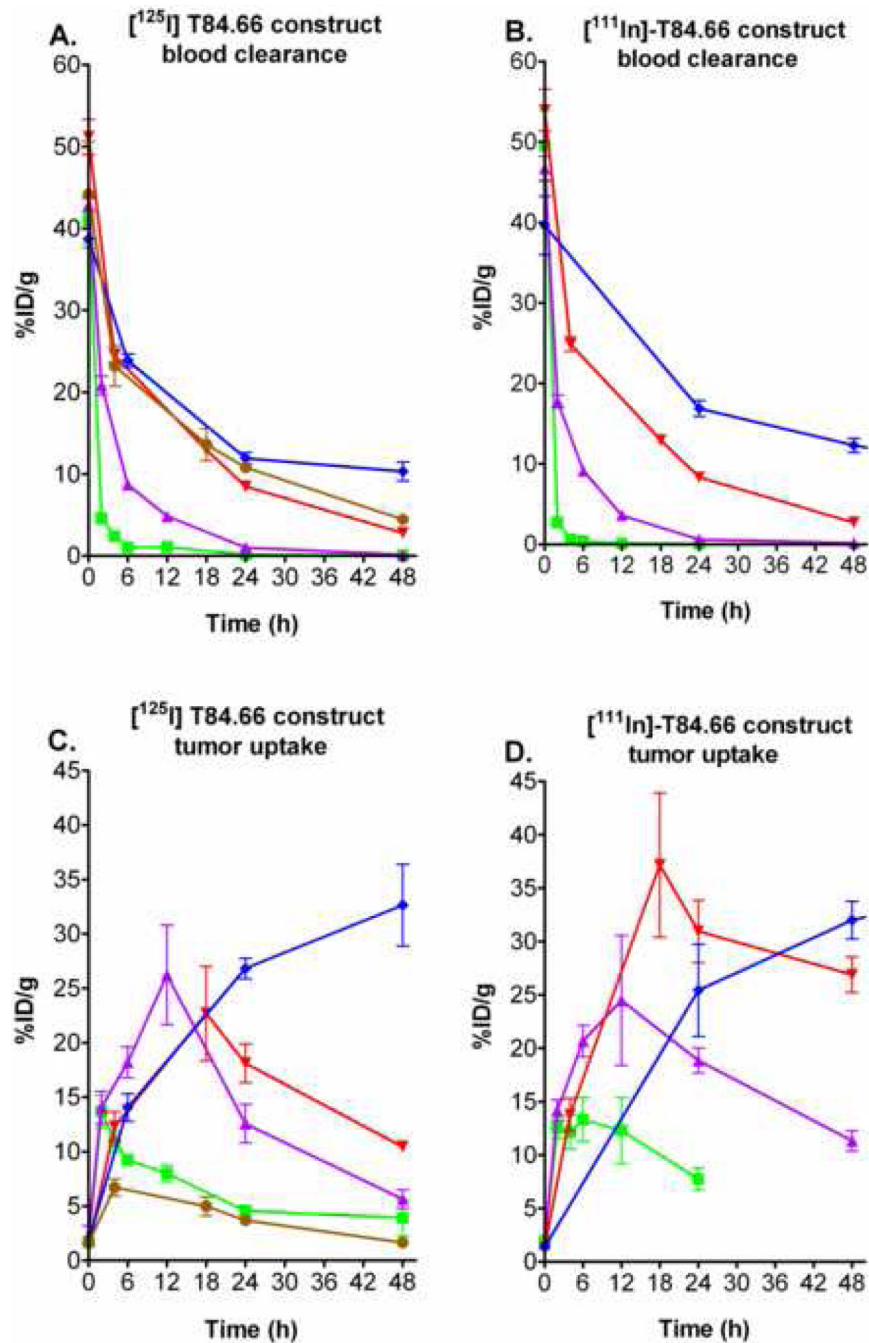 A.
[¹²⁵I] T84.66 construct
blood clearance
60
50
40
30
20
10
0
%ID/g
0 6 12 18 24 30 36 42 48
Time (h)
B.
[¹¹¹In]-T84.66 construct
blood clearance
60
50
40
30
20
10
0
%ID/g
0 6 12 18 24 30 36 42 48
Time (h)
C.
[¹²⁵I] T84.66 construct
tumor uptake
45
40
35
30
25
20
15
10
5
0
%ID/g
0 6 12 18 24 30 36 42 48
Time (h)
D.
[¹¹¹In]-T84.66 construct
tumor uptake
45
40
35
30
25
20
15
10
5
0
%ID/g
0 6 12 18 24 30 36 42 48
Time (h)